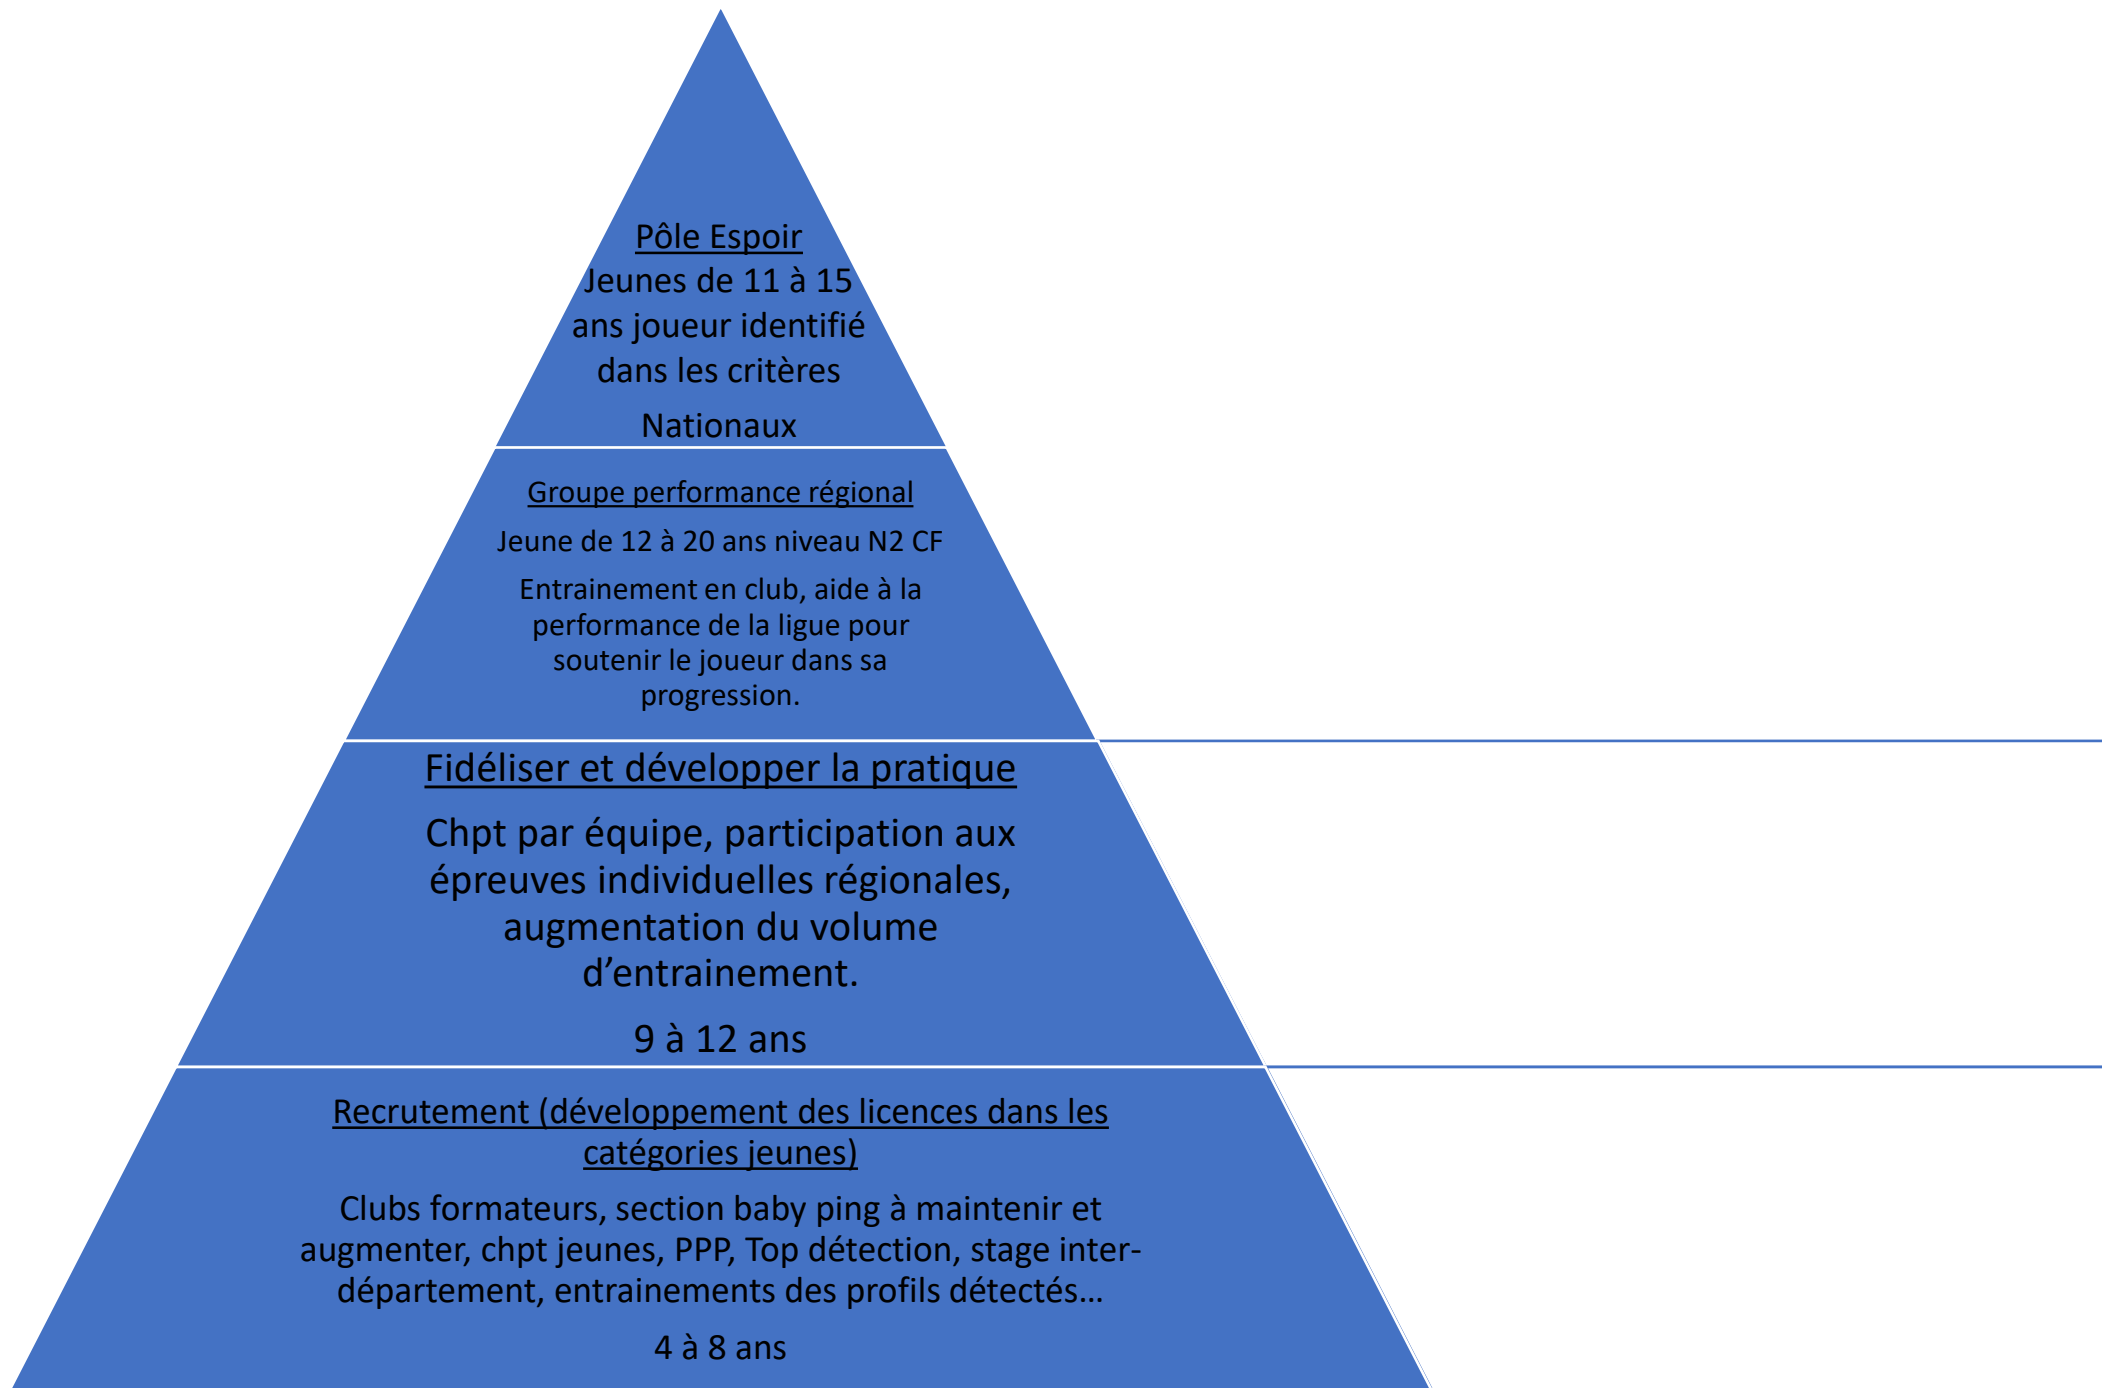 Pôle Espoir
Jeunes de 11 à 15
ans joueur identifié
dans les critères
Nationaux
Groupe performance régional
Jeune de 12 à 20 ans niveau N2 CF
Entrainement en club, aide à la
performance de la ligue pour
soutenir le joueur dans sa
progression.
Fidéliser et développer la pratique
Chpt par équipe, participation aux
épreuves individuelles régionales,
augmentation du volume
d’entrainement.
9 à 12 ans
Recrutement (développement des licences dans les
catégories jeunes)
Clubs formateurs, section baby ping à maintenir et
augmenter, chpt jeunes, PPP, Top détection, stage inter-
département, entrainements des profils détectés…
4 à 8 ans